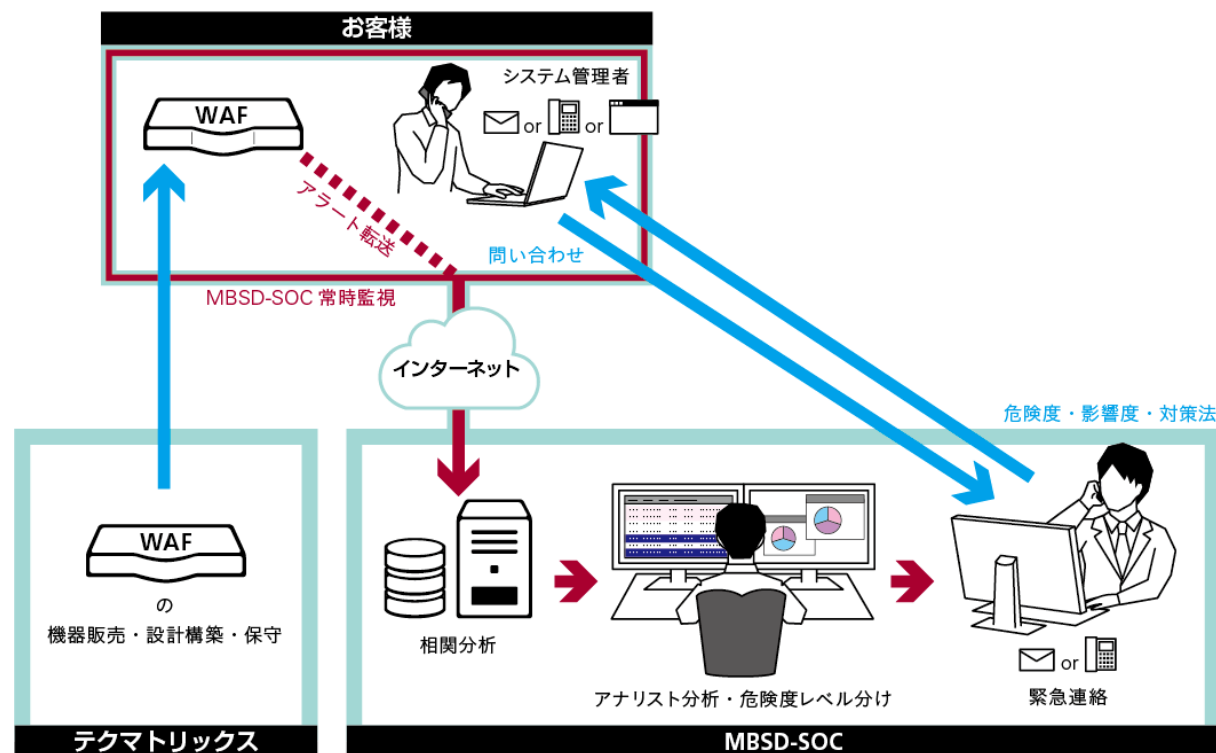 お客様
システム管理者
WAF
or
or
アラート転送
問い合わせ
MBSD-SOC 常時監視
インターネット
危険度・影響度・対策法
WAF
の
機器販売・設計構築・保守
相関分析
アナリスト分析・危険度レベル分け
or
緊急連絡
テクマトリックス
MBSD-SOC